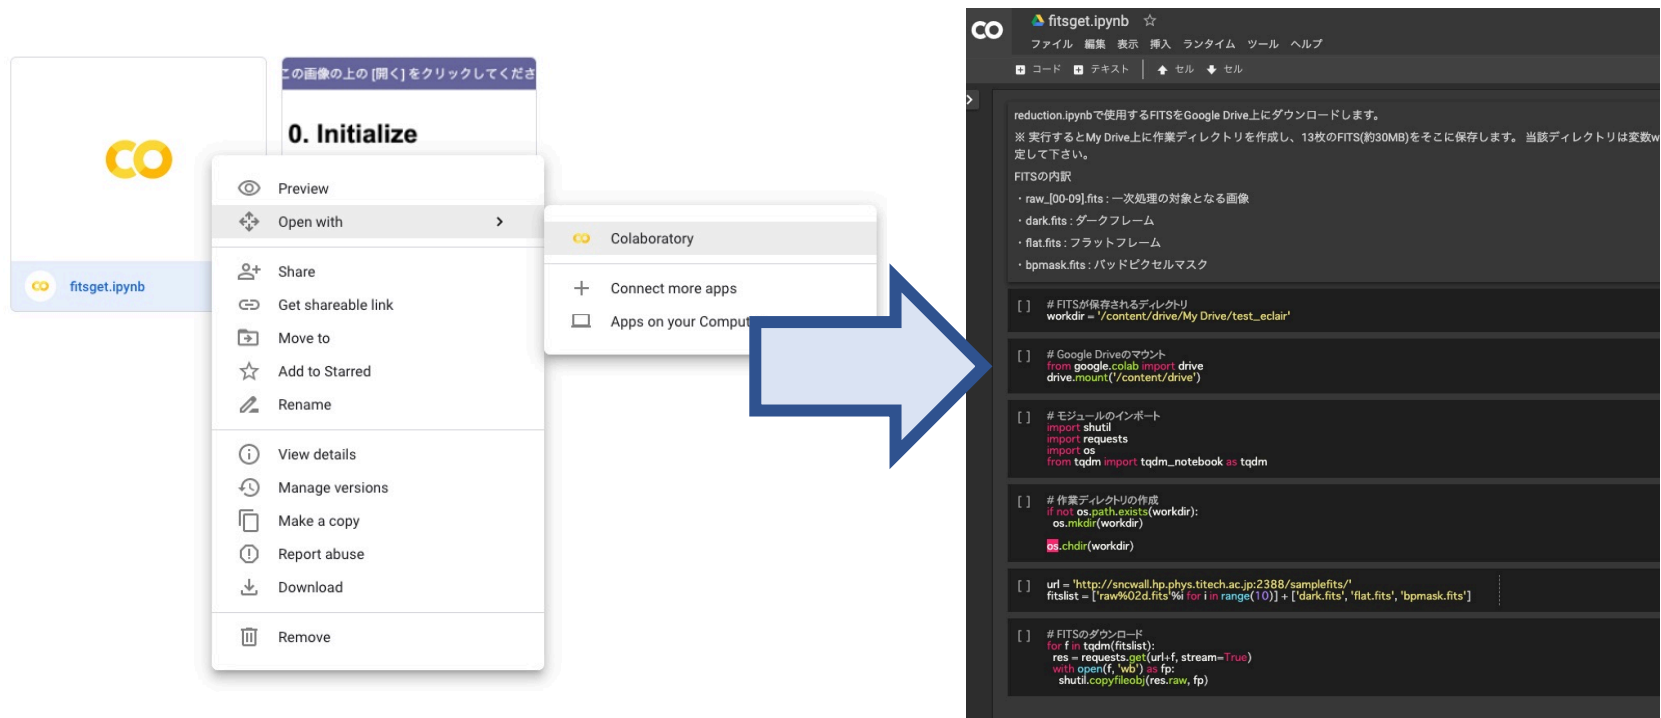 この画像の上の [開く] をクリックしてくださ
0. Initialize
fitsget.ipynb
Preview
Open with
Share
Get shareable link
Move to
Add to Starred
Rename
View details
Manage versions
Make a copy
Report abuse
Download
Remove
Colaboratory
Connect more apps
Apps on your Comput
fitsget.ipynb
ファイル 編集 表示 挿入 ランタイム ツール ヘルプ
コード テキスト セル セル
reduction.ipynbで使用するFITSをGoogle Drive上にダウンロードします。
※ 実行するとMy Drive上に作業ディレクトリを作成し、13枚のFITS(約30MB)をそこに保存します。 当該ディレクトリは変数w
定して下さい。
FITSの内訳
・raw_[00-09].fits : 一次処理の対象となる画像
・dark.fits : ダークフレーム
・flat.fits : フラットフレーム
・bpmask.fits : バッドピクセルマスク
[ ] # FITSが保存されるディレクトリ
workdir = '/content/drive/My Drive/test_eclair'
[ ] # Google Driveのマウント
from google.colab import drive
drive.mount('/content/drive')
[ ] # モジュールのインポート
import shutil
import requests
import os
from tqdm import tqdm_notebook as tqdm
[ ] # 作業ディレクトリの作成
if not os.path.exists(workdir):
os.mkdir(workdir)
os.chdir(workdir)
[ ] url = 'http://sncwall.hp.phys.titech.ac.jp:2388/samplefits/'
fitslist = ['raw%02d.fits'%i for i in range(10)] + ['dark.fits', 'flat.fits', 'bpmask.fits']
[ ] # FITSのダウンロード
for f in tqdm(fitslist):
res = requests.get(url+f, stream=True)
with open(f, 'wb') as fp:
shutil.copyfileobj(res.raw, fp)